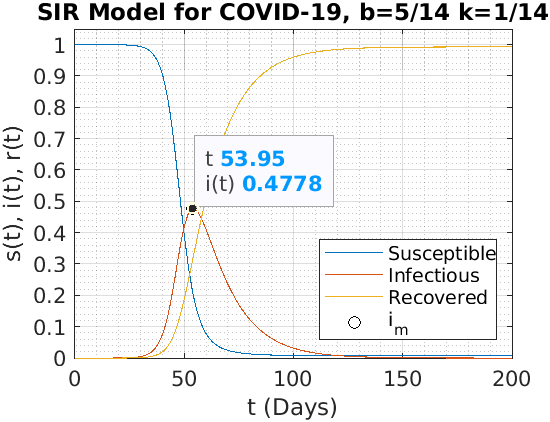 SIR Model for COVID-19, b=5/14 k=1/14
s(t), i(t), r(t)
1
0.9
0.8
0.7
0.6
0.5
0.4
0.3
0.2
0.1
0
t 53.95
i(t) 0.4778
Susceptible
Infectious
Recovered
i_m
0 50 100 150 200
t (Days)